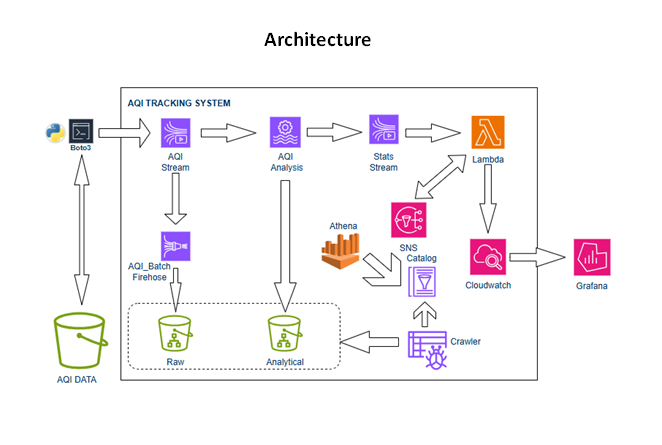 Architecture
AQI TRACKING SYSTEM
Boto3
AQI
Stream
AQI
Analysis
Stats
Stream
Lambda
Athena
SNS
Catalog
AQI_Batch
Firehose
Cloudwatch
Grafana
Crawler
Raw
Analytical
AQI DATA